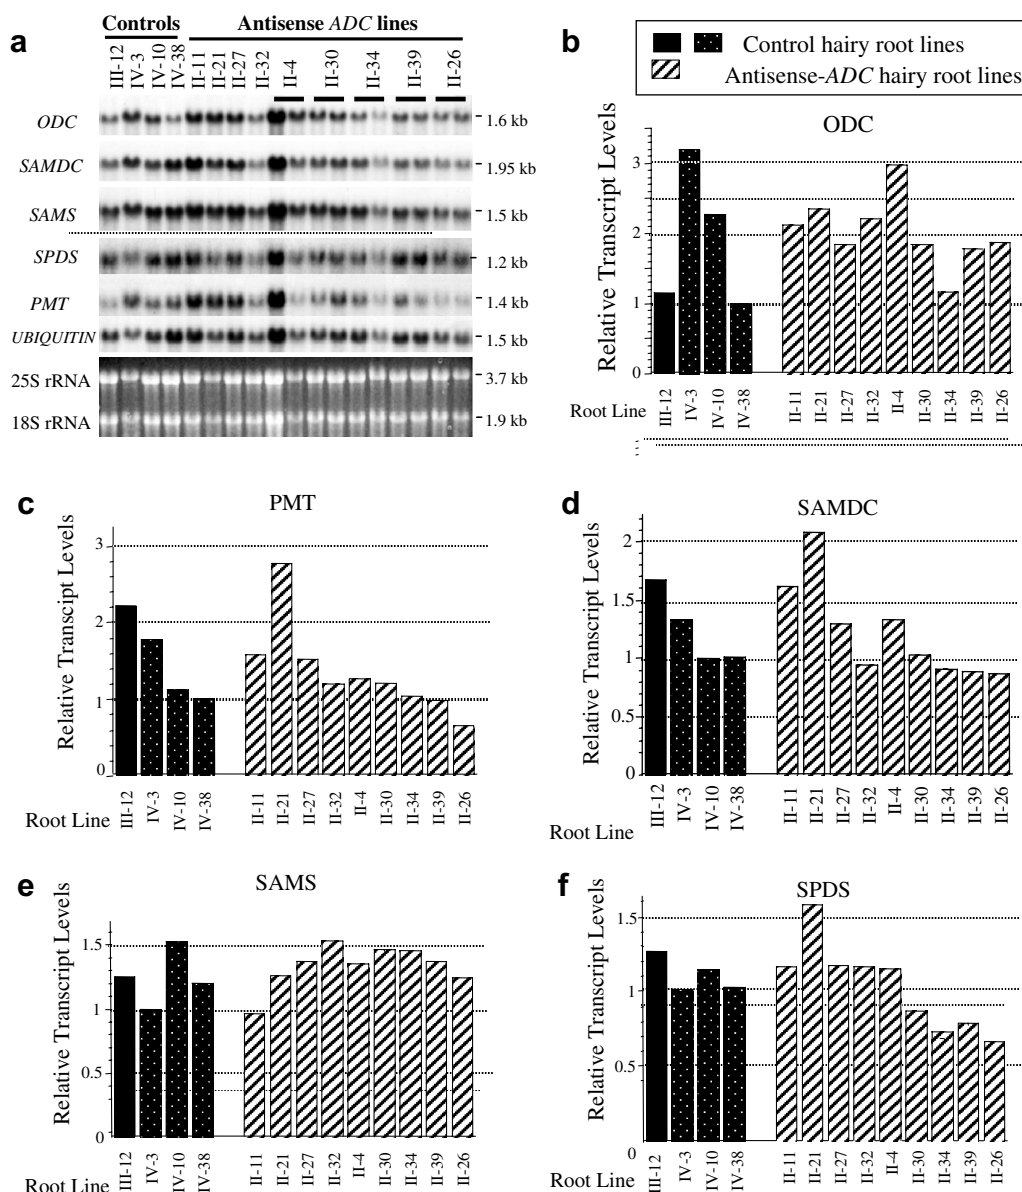 a
Controls
Antisense ADC lines
III-12
IV-3
IV-10
IV-38
II-11
II-21
II-27
II-32
II-4
II-30
II-34
II-39
II-26
ODC
1.6 kb
SAMDC
1.95 kb
SAMS
1.5 kb
SPDS
1.2 kb
PMT
1.4 kb
UBIQUITIN
1.5 kb
25S rRNA
3.7 kb
18S rRNA
1.9 kb
b
Control hairy root lines
Antisense-ADC hairy root lines
ODC
Relative Transcript Levels
3
2
1
0
Root Line
III-12
IV-3
IV-10
IV-38
II-11
II-21
II-27
II-32
II-4
II-30
II-34
II-39
II-26
c
PMT
Relative Transcript Levels
3
2
1
0
Root Line
III-12
IV-3
IV-10
IV-38
II-11
II-21
II-27
II-32
II-4
II-30
II-34
II-39
II-26
d
SAMDC
Relative Transcript Levels
2
1.5
1
0.5
0
Root Line
III-12
IV-3
IV-10
IV-38
II-11
II-21
II-27
II-32
II-4
II-30
II-34
II-39
II-26
e
SAMS
Relative Transcript Levels
1.5
1
0.5
0
Root Line
III-12
IV-3
IV-10
IV-38
II-11
II-21
II-27
II-32
II-4
II-30
II-34
II-39
II-26
f
SPDS
Relative Transcript Levels
1.5
1
0.5
0
Root Line
III-12
IV-3
IV-10
IV-38
II-11
II-21
II-27
II-32
II-4
II-30
II-34
II-39
II-26